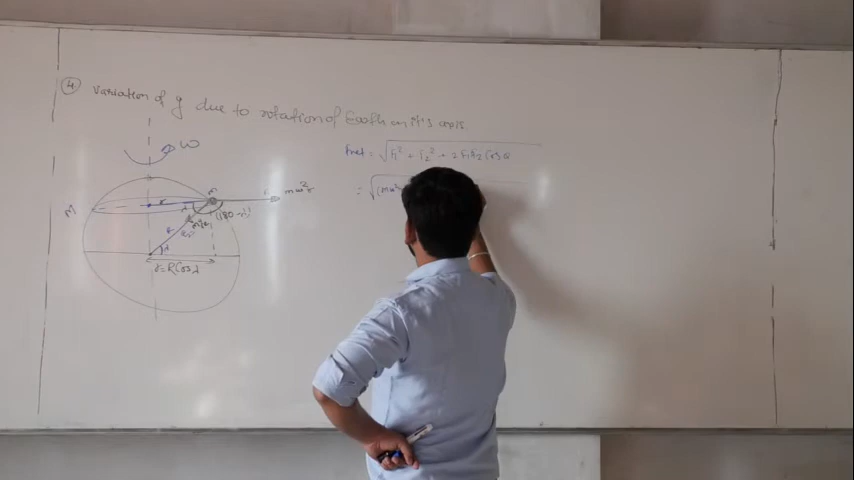 4 Variation of g due to rotation of Earth on it's axis
ω
Fnet = √F₁² + F₂² + 2F₁F₂ Cosθ
= √(mω²
mω²r
M
(180-λ)
λ
r = RCosλ